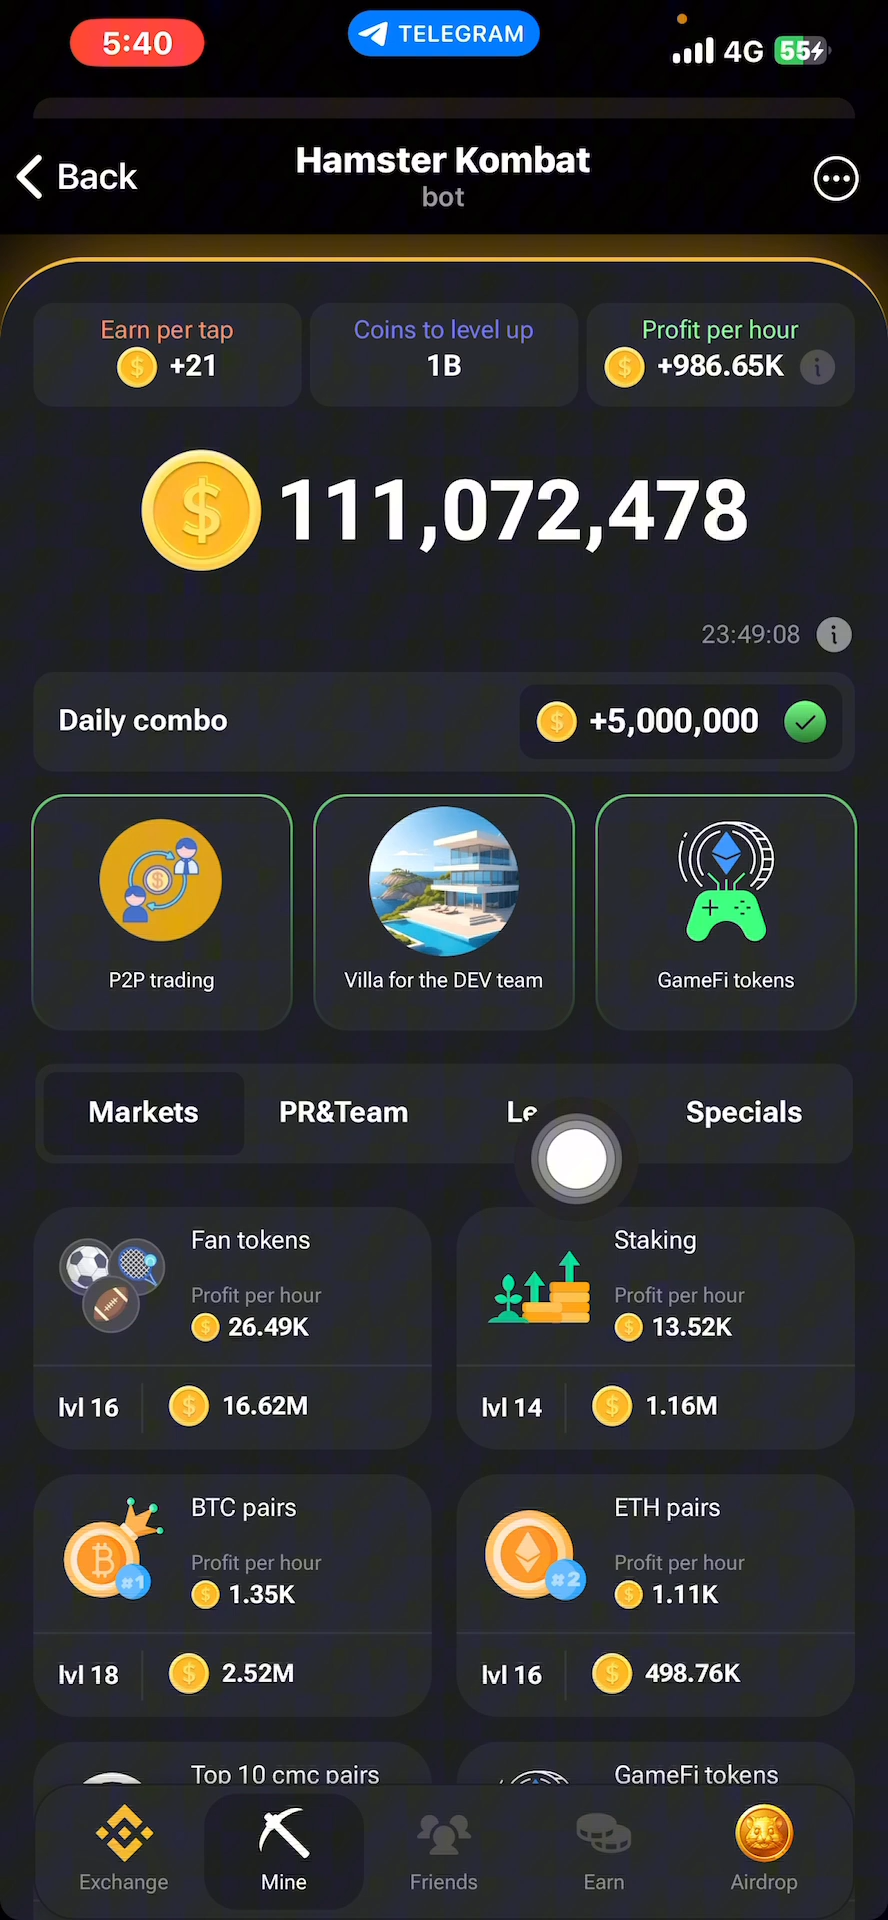 5:40
TELEGRAM
4G
55
Back
Hamster Kombat
bot
Earn per tap
+21
Coins to level up
1B
Profit per hour
+986.65K
111,072,478
23:49:08
Daily combo
+5,000,000
P2P trading
Villa for the DEV team
GameFi tokens
Markets
PR&Team
Specials
Fan tokens
Profit per hour
26.49K
lvl 16
16.62M
Staking
Profit per hour
13.52K
lvl 14
1.16M
BTC pairs
#1
Profit per hour
1.35K
lvl 18
2.52M
ETH pairs
#2
Profit per hour
1.11K
lvl 16
498.76K
Top 10 cmc pairs
GameFi tokens
Exchange
Mine
Friends
Earn
Airdrop